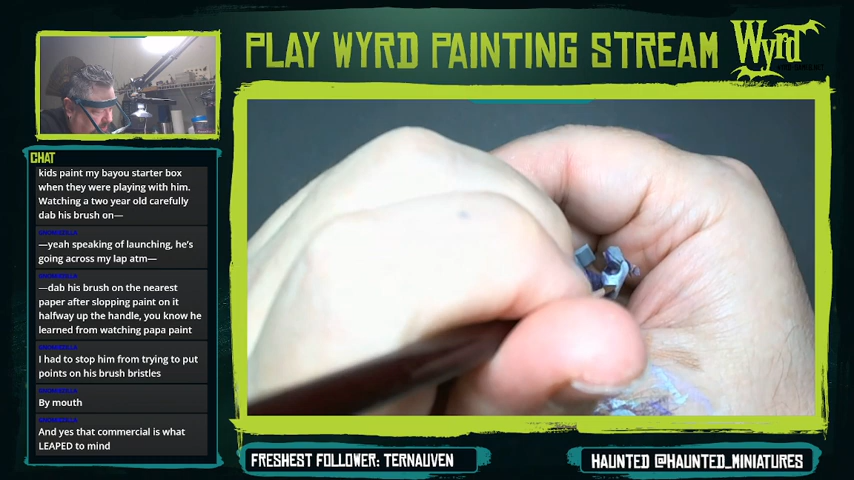 PLAY WYRD PAINTING STREAM
Wyrd
CHAT
kids paint my bayou starter box
when they were playing with him.
Watching a two year old carefully
dab his brush on—
—yeah speaking of launching, he's
going across my lap atm—
—dab his brush on the nearest
paper after slopping paint on it
halfway up the handle, you know he
learned from watching papa paint
I had to stop him from trying to put
points on his brush bristles
By mouth
And yes that commercial is what
LEAPED to mind
FRESHEST FOLLOWER: TERNAUVEN
HAUNTED @HAUNTED_MINIATURES